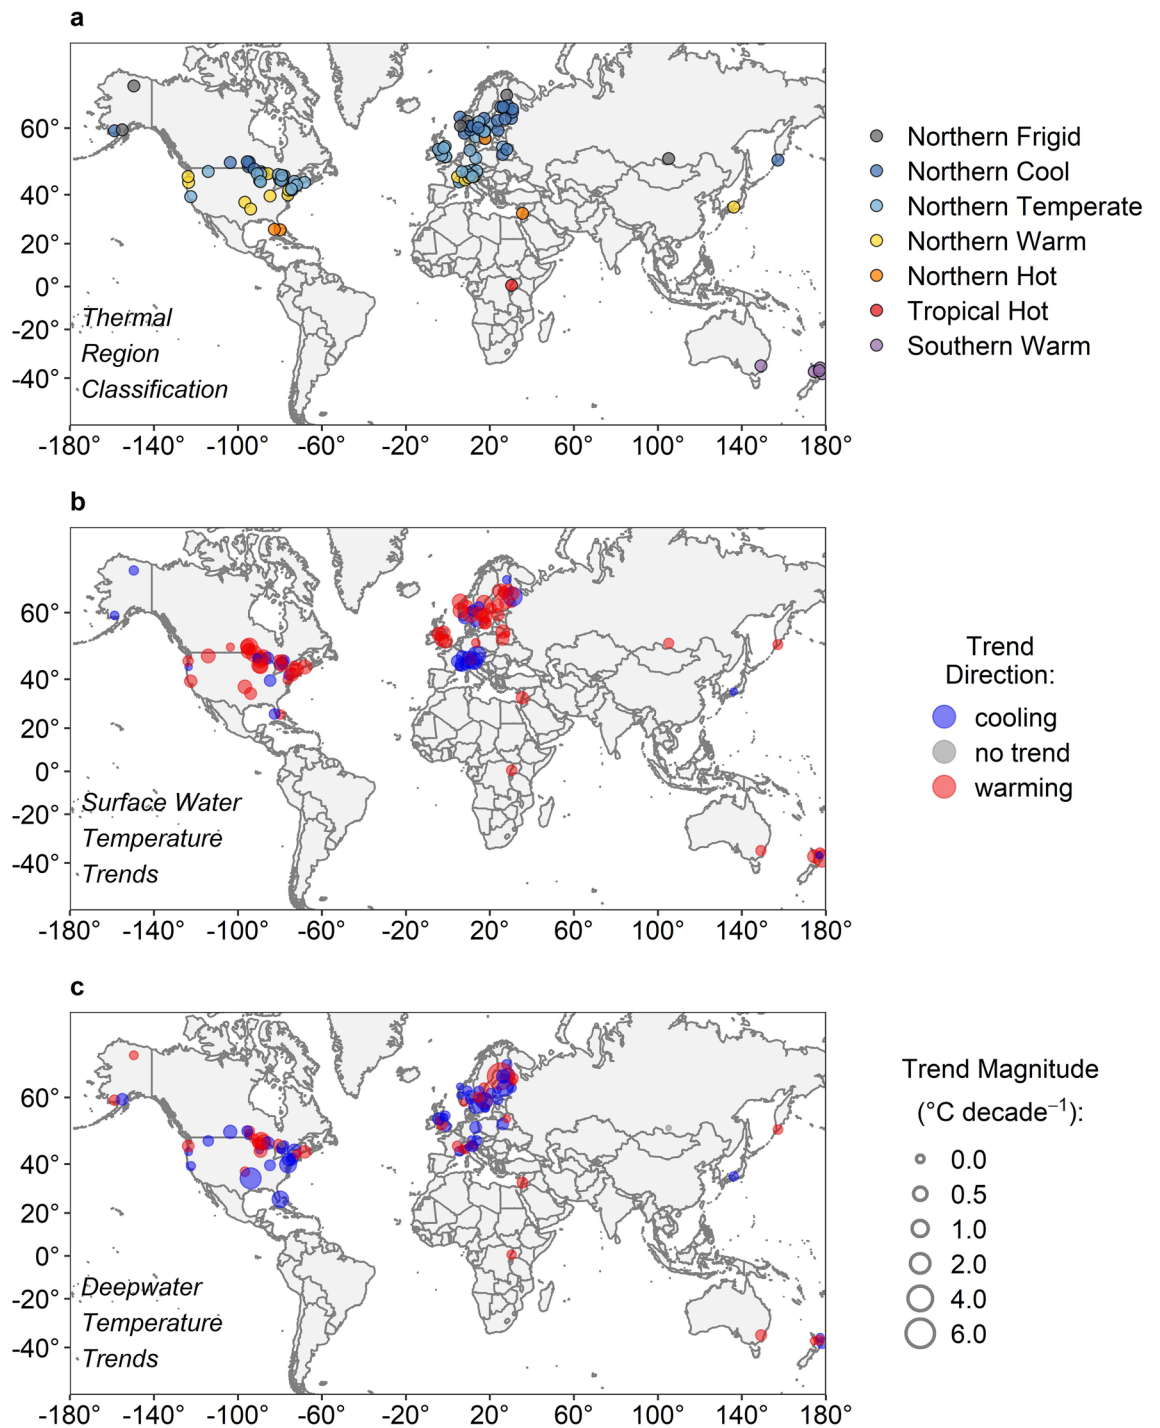 a
60°
40°
20°
0°
-20°
-40°
Thermal
Region
Classification
-180° -140° -100° -60° -20° 20° 60° 100° 140° 180°
Northern Frigid
Northern Cool
Northern Temperate
Northern Warm
Northern Hot
Tropical Hot
Southern Warm
b
60°
40°
20°
0°
-20°
-40°
Surface Water
Temperature
Trends
-180° -140° -100° -60° -20° 20° 60° 100° 140° 180°
Trend
Direction:
cooling
no trend
warming
c
60°
40°
20°
0°
-20°
-40°
Deepwater
Temperature
Trends
-180° -140° -100° -60° -20° 20° 60° 100° 140° 180°
Trend Magnitude
(°C decade⁻¹):
0.0
0.5
1.0
2.0
4.0
6.0